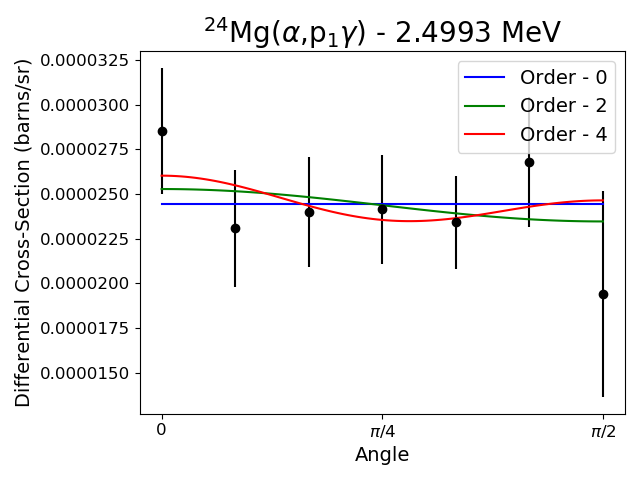 ²⁴Mg(α,p₁γ) - 2.4993 MeV
Differential Cross-Section (barns/sr)
0.0000325
0.0000300
0.0000275
0.0000250
0.0000225
0.0000200
0.0000175
0.0000150
Order - 0
Order - 2
Order - 4
0
π/4
π/2
Angle